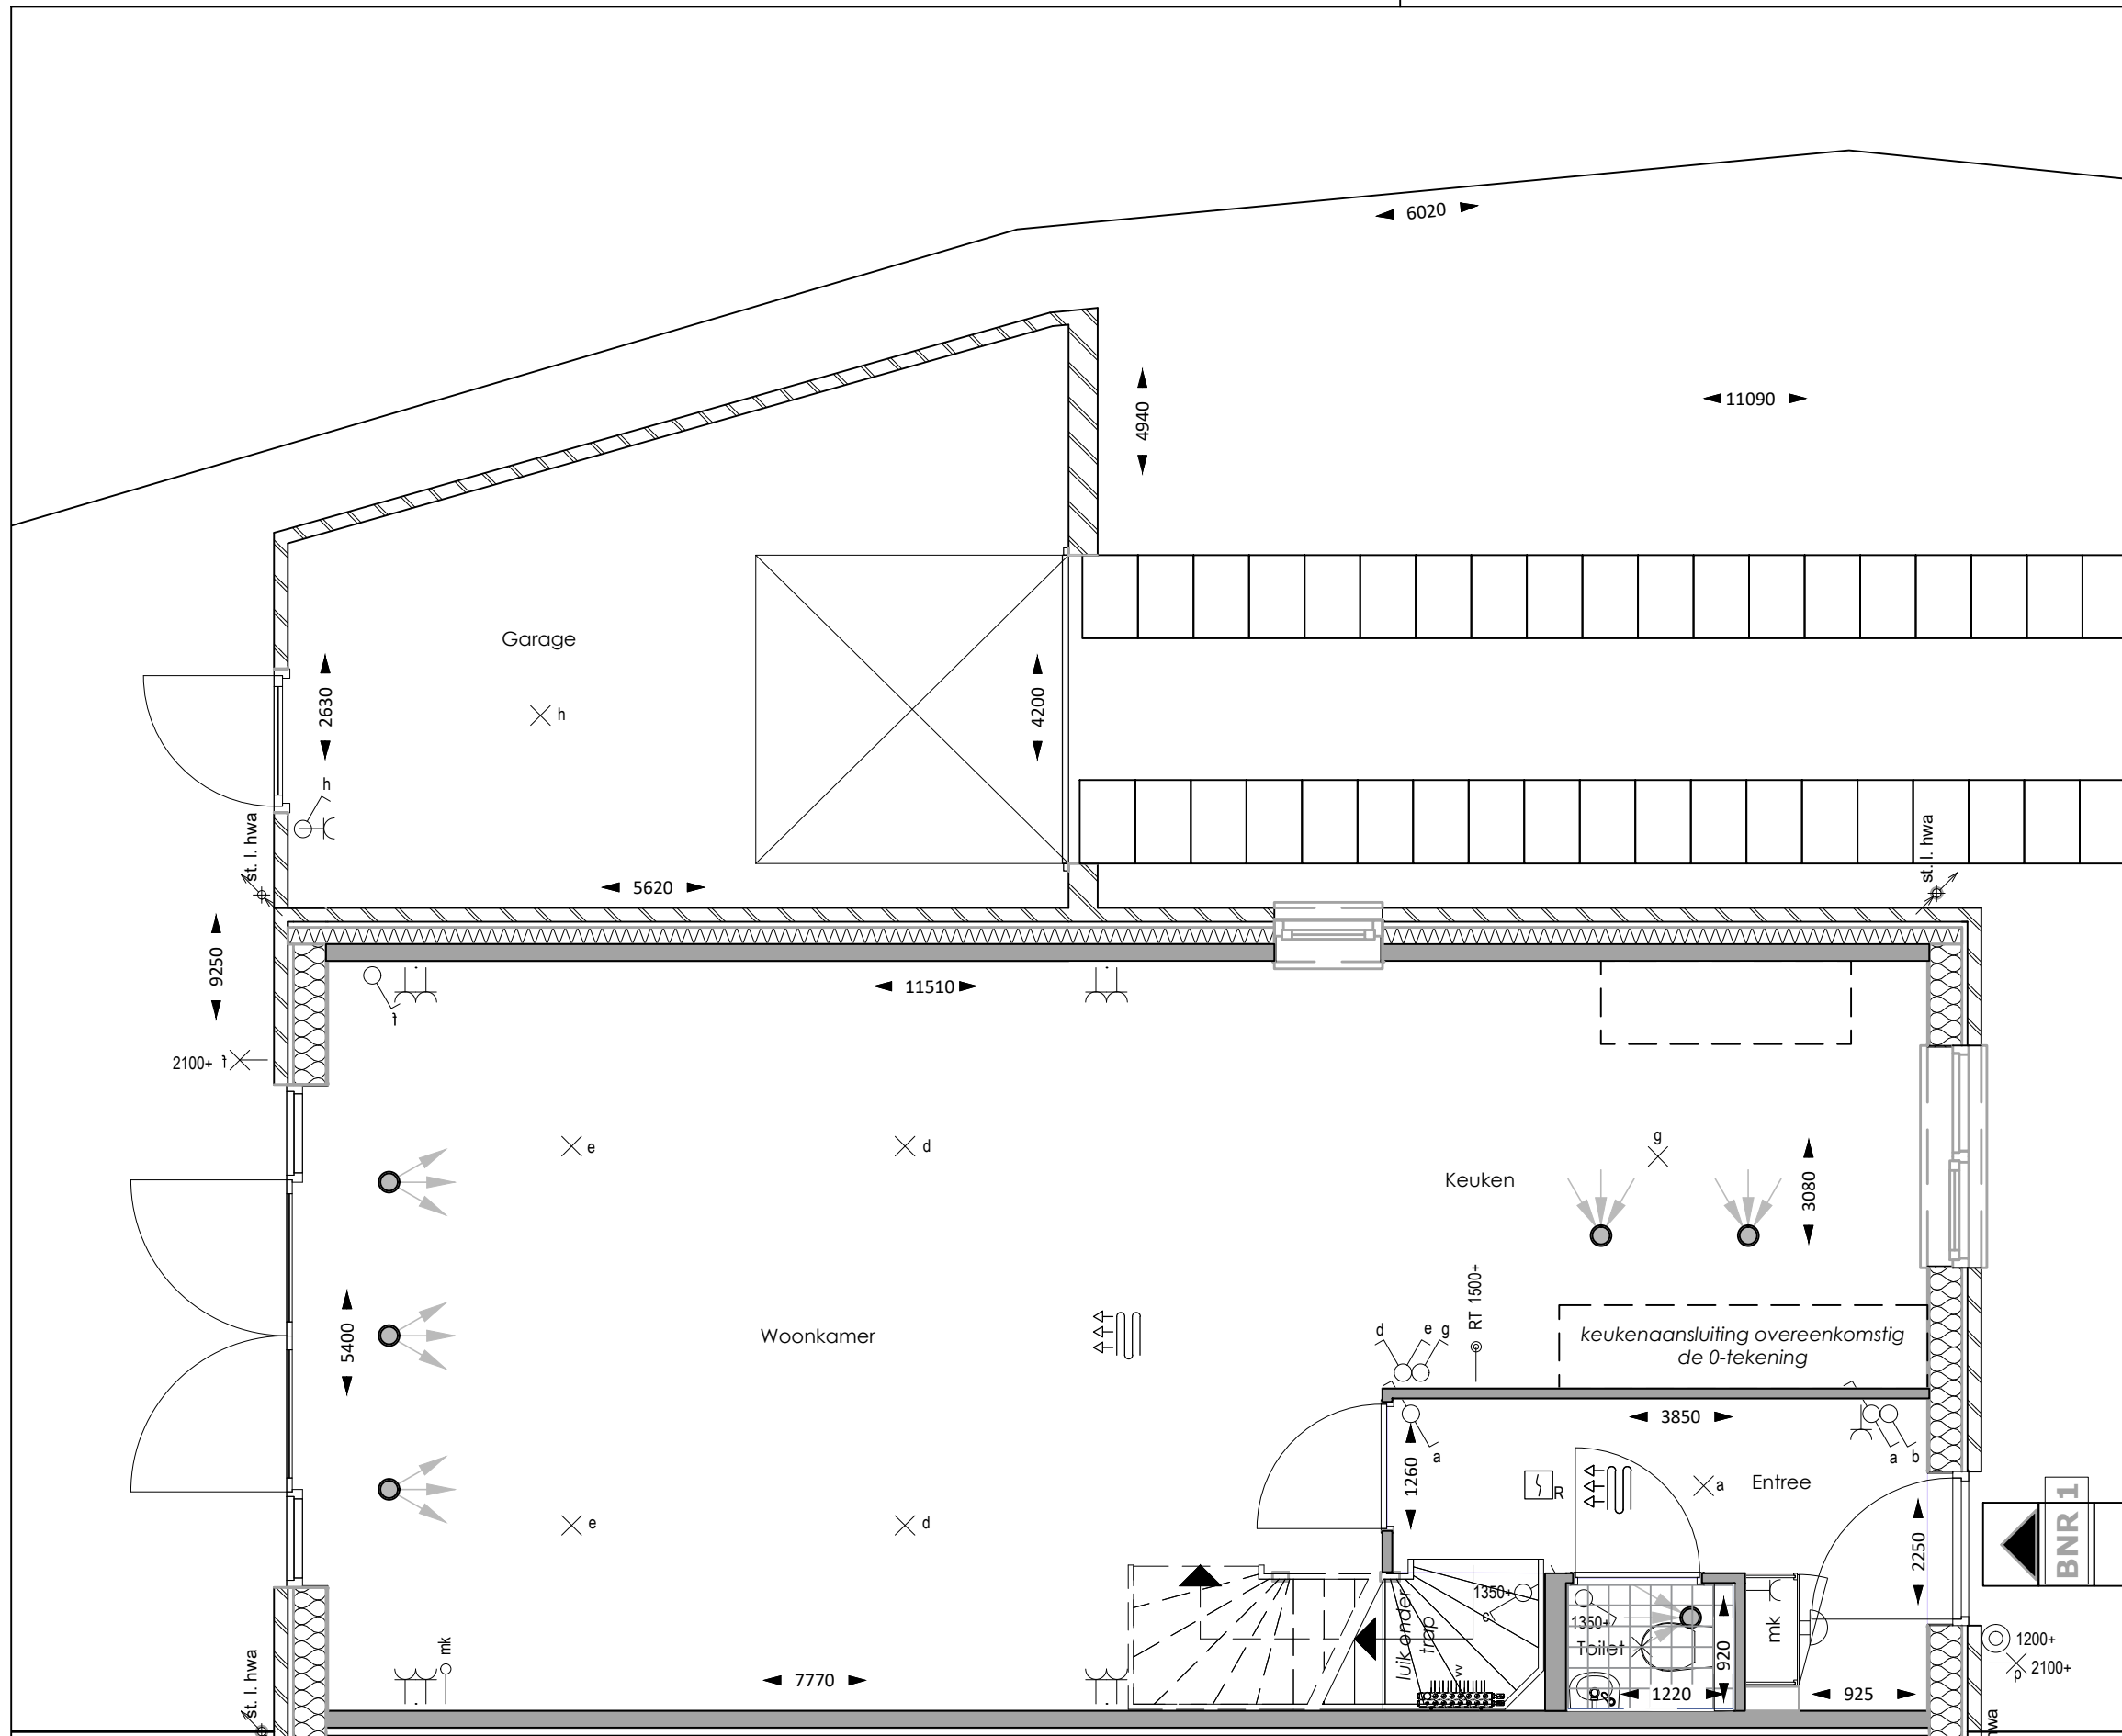 6020
11090
4940
Garage
2630
4200
h
h
st. l. hwa
st. l. hwa
5620
9250
11510
f
2100+ f
e
d
g
Keuken
3080
RT 1500+
5400
Woonkamer
d
e g
keukenaansluiting overeenkomstig
de 0-tekening
3850
a
a b
1260
R
a
Entree
e
d
2250
BNR 1
1350+
c
luik onder
trap
1350+
Toilet
920
mk
mk
1200+
p 2100+
st. l. hwa
7770
vv
1220
925
hwa